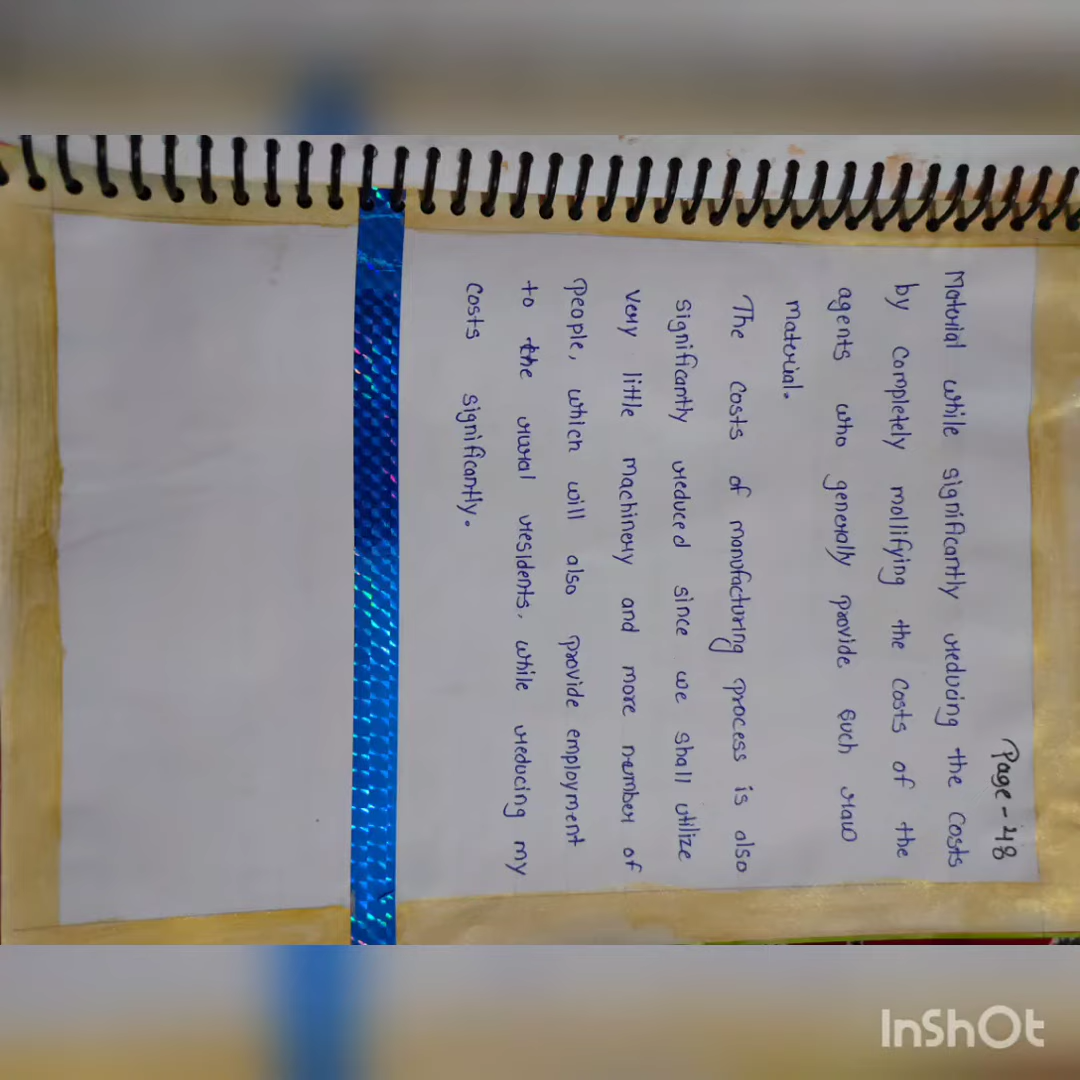 Page-48
Material while significantly reducing the costs
by completely mollifying the costs of the
agents who generally provide such raw
material.
The costs of manufacturing process is also
significantly reduced since we shall utilize
very little machinery and more number of
people, which will also provide employment
to the rural residents, while reducing my
costs significantly.
InShOt